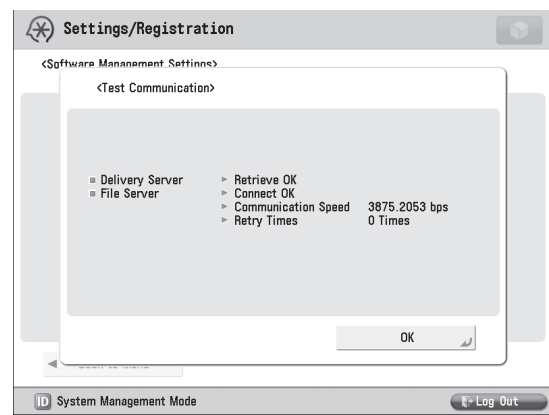 Settings/Registration
<Software Management Settings>
<Test Communication>
Delivery Server ▶ Retrieve OK
File Server ▶ Connect OK
▶ Communication Speed 3875.2053 bps
▶ Retry Times 0 Times
OK
ID System Management Mode
Log Out